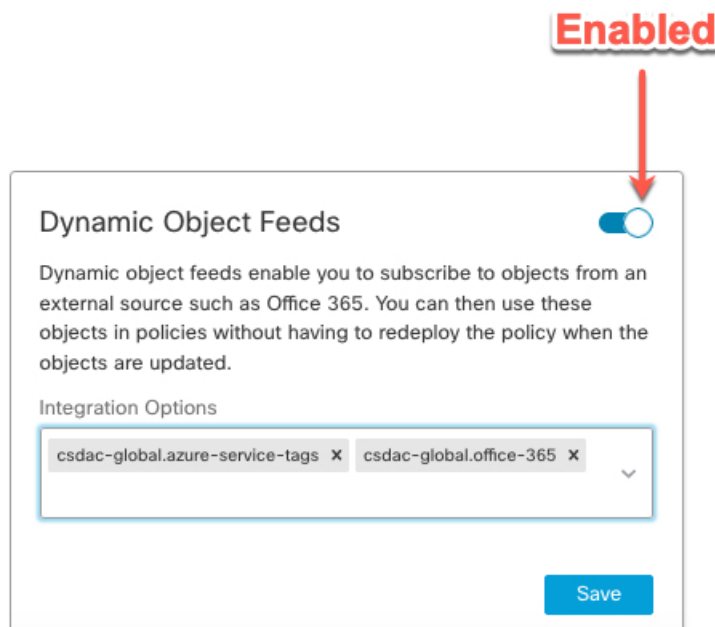 Enabled
Dynamic Object Feeds
Dynamic object feeds enable you to subscribe to objects from an
external source such as Office 365. You can then use these
objects in policies without having to redeploy the policy when the
objects are updated.
Integration Options
csdac-global.azure-service-tags × csdac-global.office-365 ×
Save